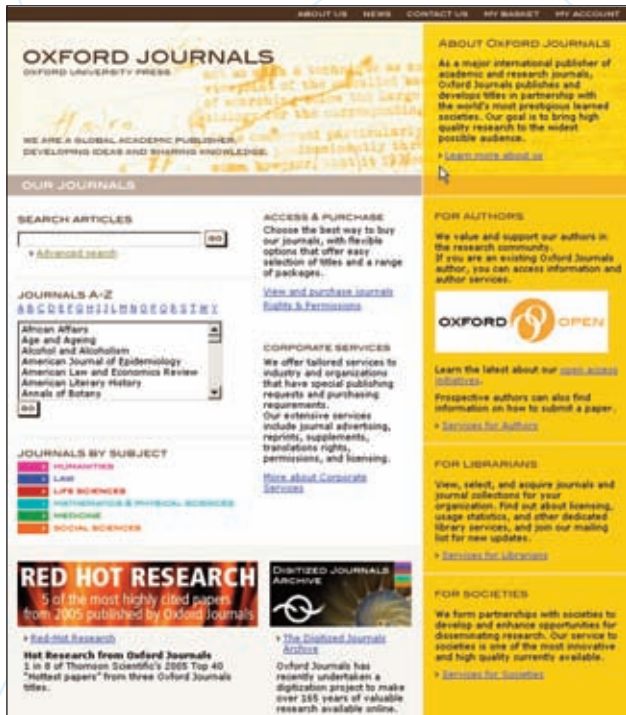 ABOUT US NEWS CONTACT US MY BASKET MY ACCOUNT
OXFORD JOURNALS
OXFORD UNIVERSITY PRESS
WE ARE A GLOBAL ACADEMIC PUBLISHER,
DEVELOPING IDEAS AND SHARING KNOWLEDGE.
ABOUT OXFORD JOURNALS
As a major international publisher of
academic and research journals,
Oxford Journals publishes and
develops titles in partnership with
the world's most prestigious learned
societies. Our goal is to bring high
quality research to the widest
possible audience.
Learn more about us
OUR JOURNALS
SEARCH ARTICLES
GO
Advanced search
JOURNALS A-Z
A B C D E F G H I J L M N O P Q R S T W Y
African Affairs
Age and Ageing
Alcohol and Alcoholism
American Journal of Epidemiology
American Law and Economics Review
American Literary History
Annals of Botany
GO
JOURNALS BY SUBJECT
HUMANITIES
LAW
LIFE SCIENCES
MATHEMATICS & PHYSICAL SCIENCES
MEDICINE
SOCIAL SCIENCES
ACCESS & PURCHASE
Choose the best way to buy
our journals, with flexible
options that offer easy
selection of titles and a range
of packages.
View and purchase journals
Rights & Permissions
CORPORATE SERVICES
We offer tailored services to
industry and organizations
that have special publishing
requests and purchasing
requirements.
Our extensive services
include journal advertising,
reprints, supplements,
translations rights,
permissions, and licensing.
More about Corporate
Services
RED HOT RESEARCH
5 of the most highly cited papers
from 2005 published by Oxford Journals
Red-Hot Research
Hot Research from Oxford Journals
1 in 8 of Thomson Scientific's 2005 Top 40
"Hottest papers" from three Oxford Journals
titles.
DIGITIZED JOURNALS
ARCHIVE
The Digitized Journals
Archive
Oxford Journals has
recently undertaken a
digitization project to make
over 165 years of valuable
research available online.
FOR AUTHORS
We value and support our authors in
the research community.
If you are an existing Oxford Journals
author, you can access information and
author services.
OXFORD OPEN
Learn the latest about our open access
initiatives.
Prospective authors can also find
information on how to submit a paper.
Services for Authors
FOR LIBRARIANS
View, select, and acquire journals and
journal collections for your
organization. Find out about licensing,
usage statistics, and other dedicated
library services, and join our mailing
list for new updates.
Services for Librarians
FOR SOCIETIES
We form partnerships with societies to
develop and enhance opportunities for
disseminating research. Our service to
societies is one of the most innovative
and high quality currently available.
Services for Societies